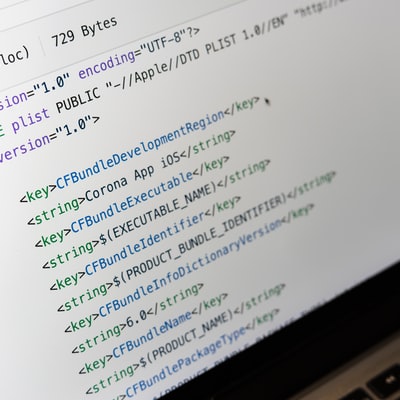 loc) 729 Bytes
sion="1.0" encoding="UTF-8"?>
E plist PUBLIC "-//Apple//DTD PLIST 1.0//EN" "http://
version="1.0">
<key>CFBundleDevelopmentRegion</key>
<string>Corona App iOS</string>
<key>CFBundleExecutable</key>
<string>$(EXECUTABLE_NAME)</string>
<key>CFBundleIdentifier</key>
<string>$(PRODUCT_BUNDLE_IDENTIFIER)</string>
<key>CFBundleInfoDictionaryVersion</key>
<string>6.0</string>
<key>CFBundleName</key>
<string>$(PRODUCT_NAME)</string>
<key>CFBundlePackageType</key>
<string>